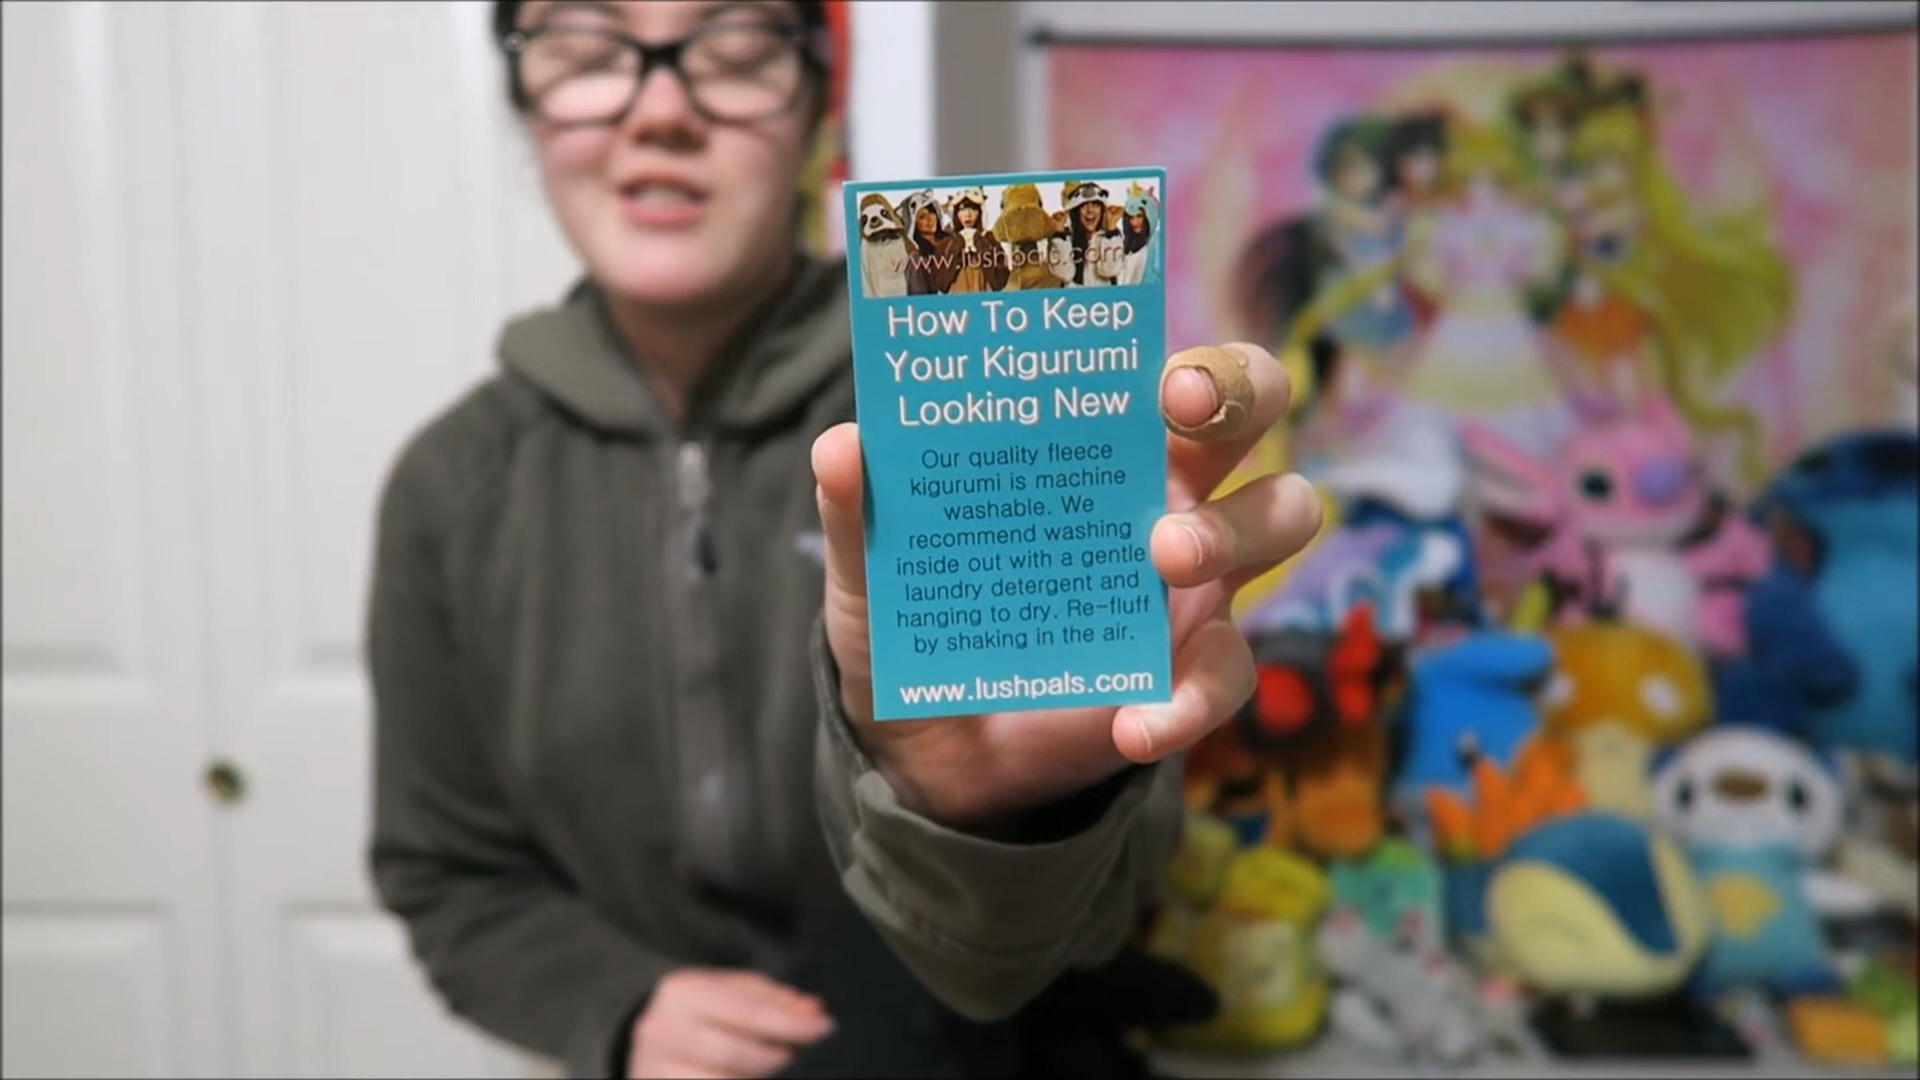 www.lushpals.com
How To Keep
Your Kigurumi
Looking New
Our quality fleece
kigurumi is machine
washable. We
recommend washing
inside out with a gentle
laundry detergent and
hanging to dry. Re-fluff
by shaking in the air.
www.lushpals.com